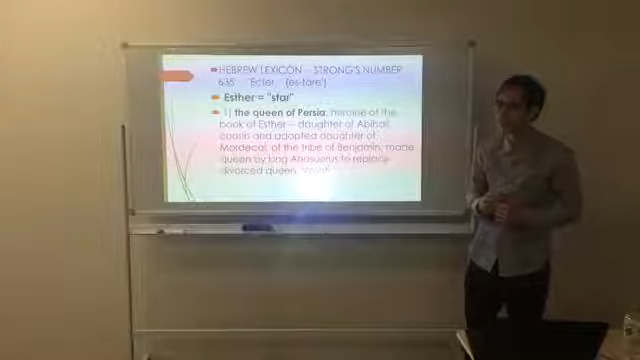 HEBREW LEXICON – STRONG'S NUMBER
635 'Ecter {es-tare'}
Esther = "star"
1) the queen of Persia, heroine of the
book of Esther – daughter of Abihail,
cousin and adopted daughter of
Mordecai, of the tribe of Benjamin, made
queen by king Ahasuerus to replace
divorced queen,